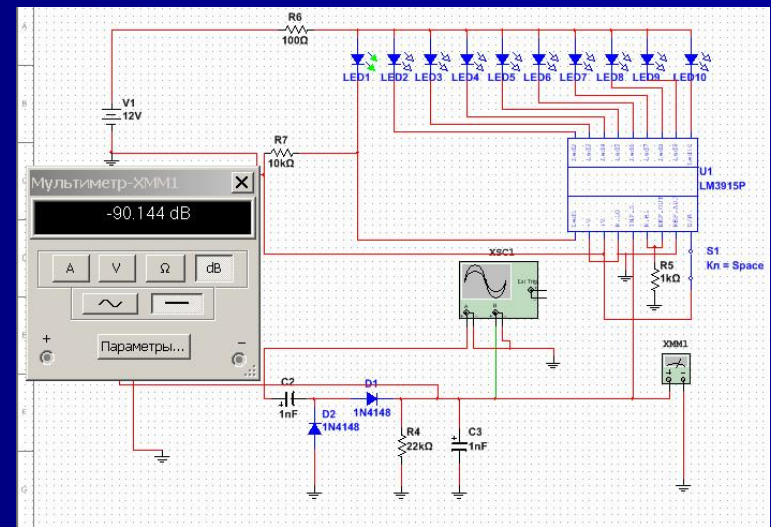 R6
100Ω
LED1 LED2 LED3 LED4 LED5 LED6 LED7 LED8 LED9 LED10
V1
12V
R7
10kΩ
U1
LM3915P
Мультиметр-XMM1
-90.144 dB
A V Ω dB
Параметры...
+ -
XSC1
Ext Trig
A B
R5
1kΩ
S1
Кл = Space
XMM1
C2
1nF
D1
1N4148
D2
1N4148
R4
22kΩ
C3
1nF